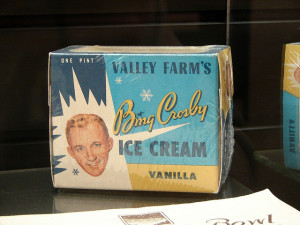 ONE PINT
VALLEY FARM'S
Bing Crosby
ICE CREAM
VANILLA